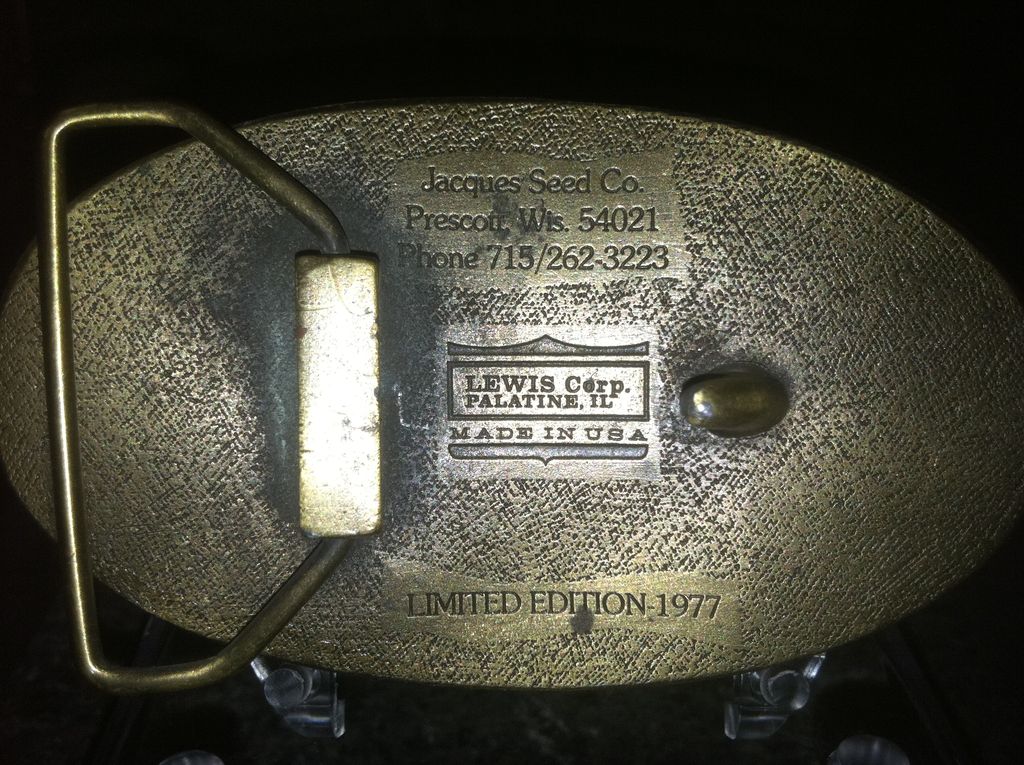 Jacques Seed Co.
Prescott, Wis. 54021
Phone 715/262-3223
LEWIS Corp.
PALATINE, IL
MADE IN USA
LIMITED EDITION-1977